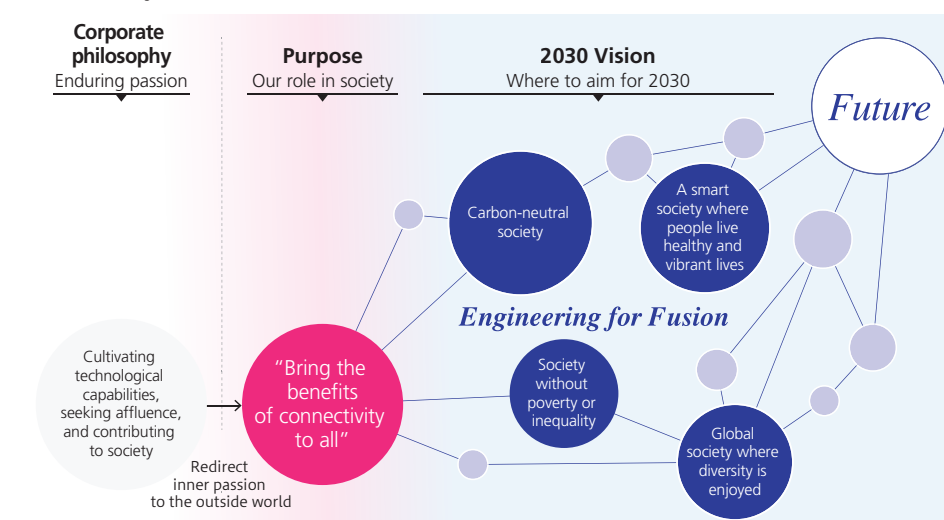 Corporate
philosophy
Enduring passion
Purpose
Our role in society
2030 Vision
Where to aim for 2030
Future
Carbon-neutral
society
A smart
society where
people live
healthy and
vibrant lives
Engineering for Fusion
Cultivating
technological
capabilities,
seeking affluence,
and contributing
to society
“Bring the
benefits
of connectivity
to all”
Society
without
poverty or
inequality
Global
society where
diversity is
enjoyed
Redirect
inner passion
to the outside world